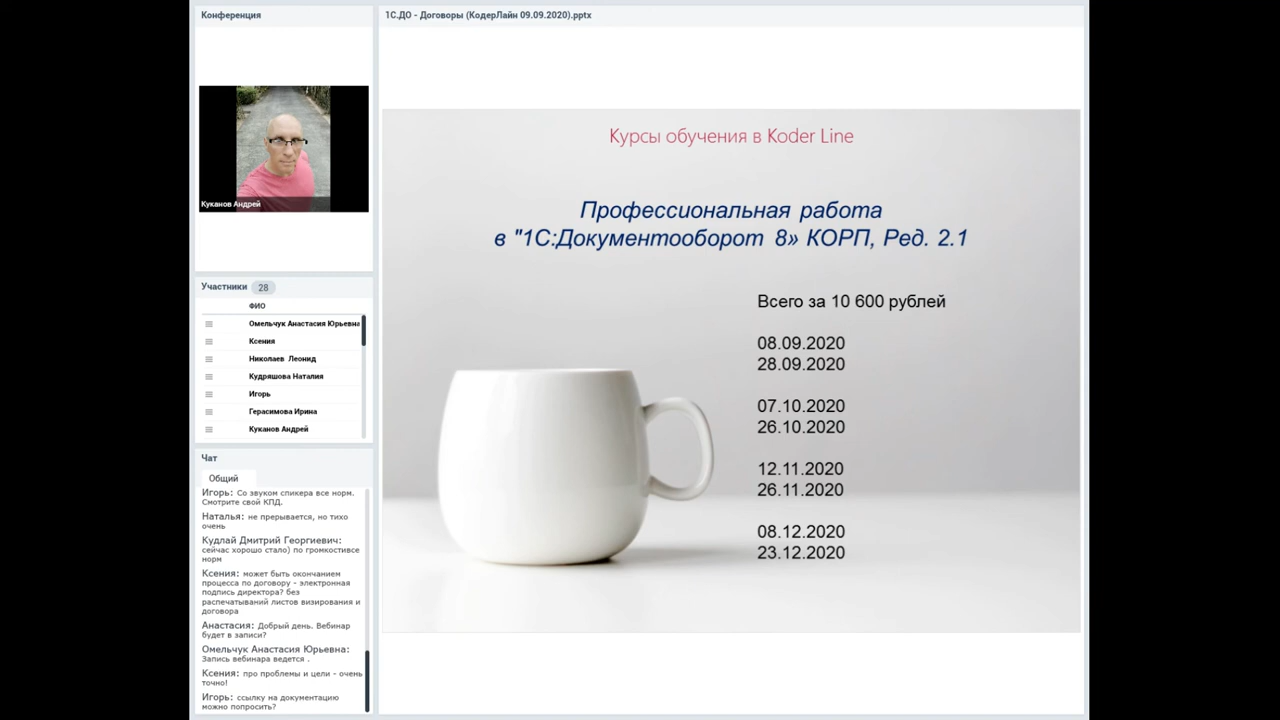 Конференция
1С.ДО - Договоры (КодерЛайн 09.09.2020).pptx
Куканов Андрей
Участники 28
ФИО
Омельчук Анастасия Юрьевна
Ксения
Николаев Леонид
Кудряшова Наталия
Игорь
Герасимова Ирина
Куканов Андрей
Чат
Общий
Игорь: Со звуком спикера все норм.
Смотрите свой КПД.
Наталья: не прерывается, но тихо
очень
Кудлай Дмитрий Георгиевич:
сейчас хорошо стало) по громкостивсе
норм
Ксения: может быть окончанием
процесса по договору - электронная
подпись директора? без
распечатываний листов визирования и
договора
Анастасия: Добрый день. Вебинар
будет в записи?
Омельчук Анастасия Юрьевна:
Запись вебинара ведется .
Ксения: про проблемы и цели - очень
точно!
Игорь: ссылку на документацию
можно попросить?
Курсы обучения в Koder Line
Профессиональная работа
в "1С:Документооборот 8» КОРП, Ред. 2.1
Всего за 10 600 рублей
08.09.2020
28.09.2020
07.10.2020
26.10.2020
12.11.2020
26.11.2020
08.12.2020
23.12.2020